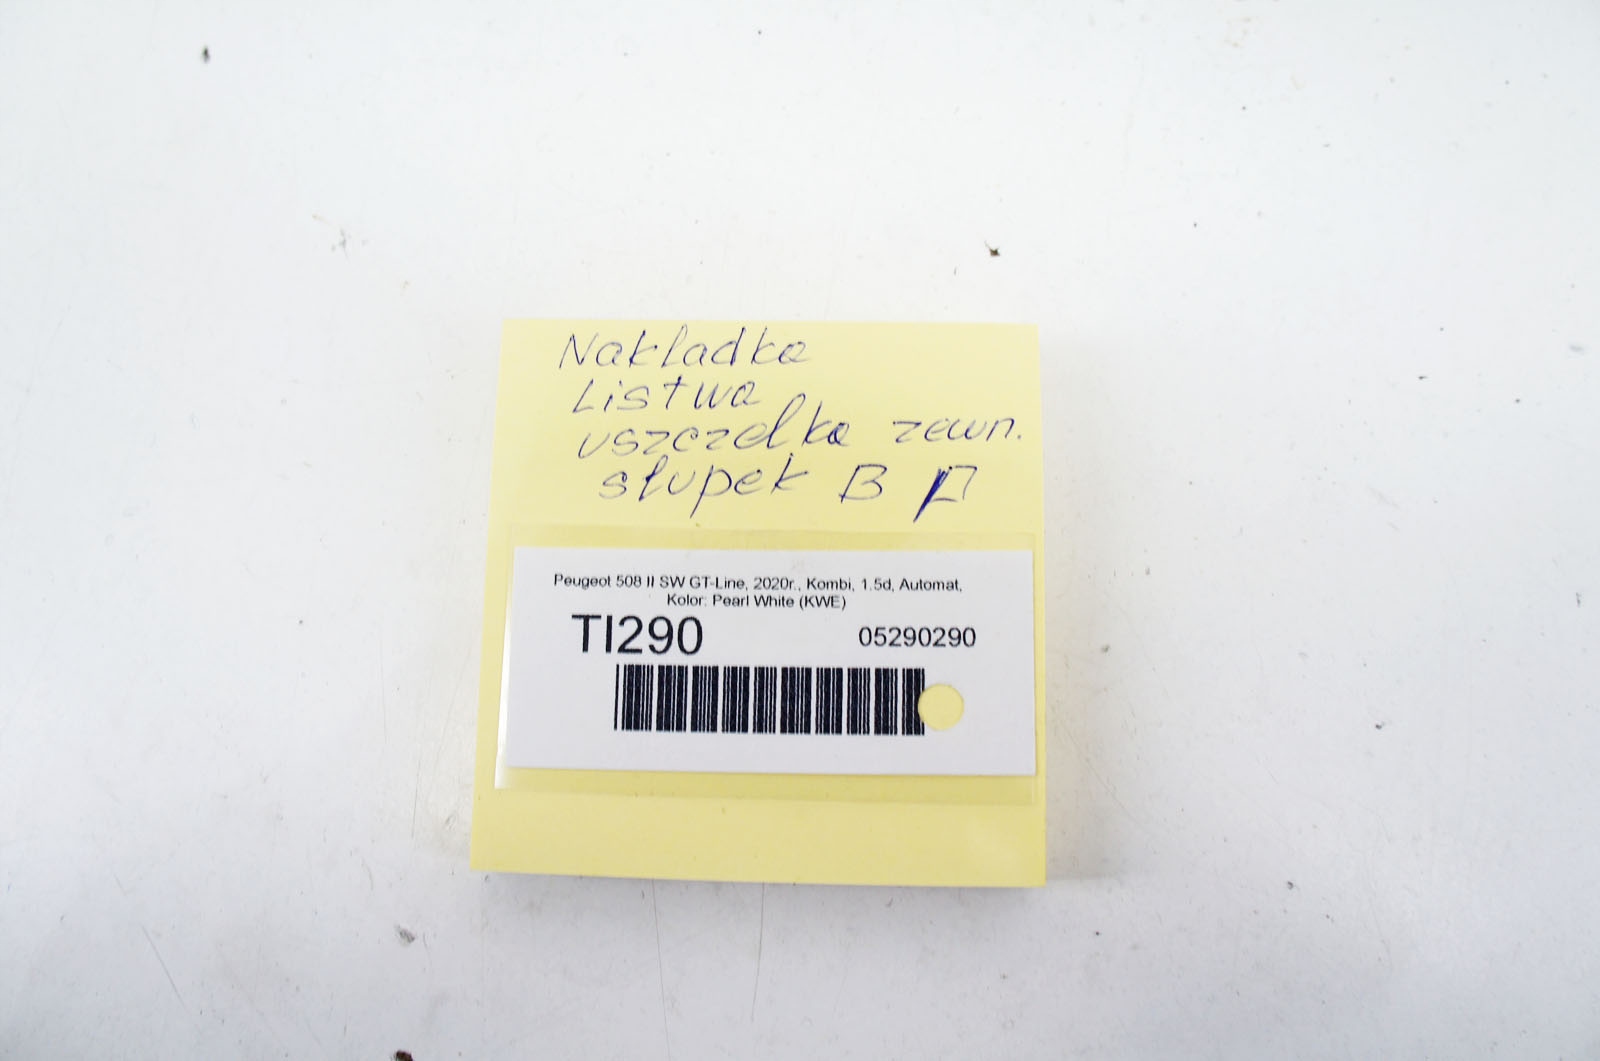 Nakładka
Listwa
uszczelka zewn.
słupek B
Peugeot 508 II SW GT-Line, 2020r., Kombi, 1.5d, Automat,
Kolor: Pearl White (KWE)
TI290
05290290